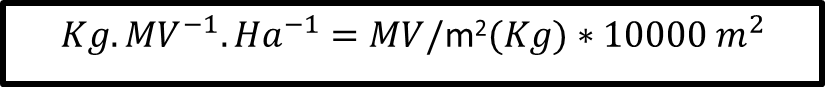 Kg.MV⁻¹.Ha⁻¹ = MV/m²(Kg) ∗ 10000 m²